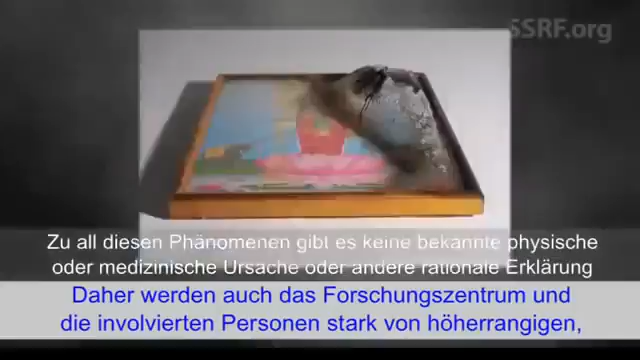 SSRF.org
Zu all diesen Phänomenen gibt es keine bekannte physische
oder medizinische Ursache oder andere rationale Erklärung
Daher werden auch das Forschungszentrum und
die involvierten Personen stark von höherrangigen,